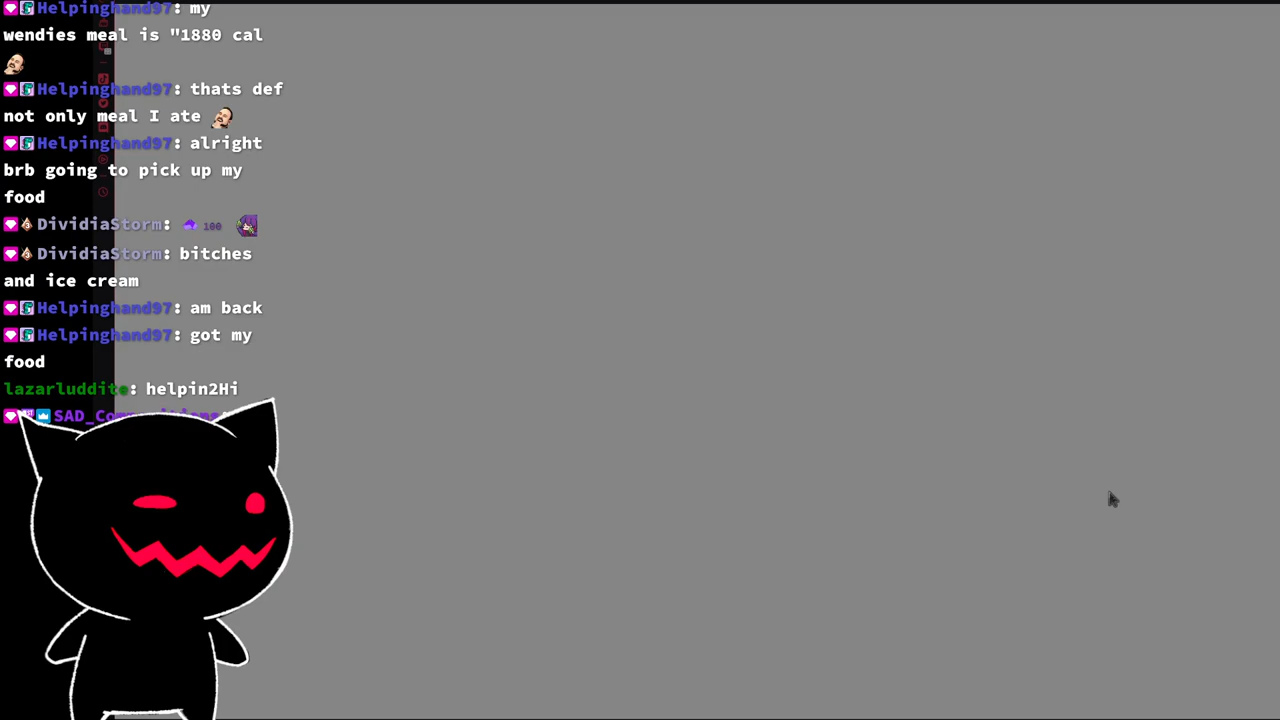 Helpinghand97: my
wendies meal is "1880 cal
Helpinghand97: thats def
not only meal I ate
Helpinghand97: alright
brb going to pick up my
food
DividiaStorm: 100
DividiaStorm: bitches
and ice cream
Helpinghand97: am back
Helpinghand97: got my
food
lazarluddite: helpin2Hi